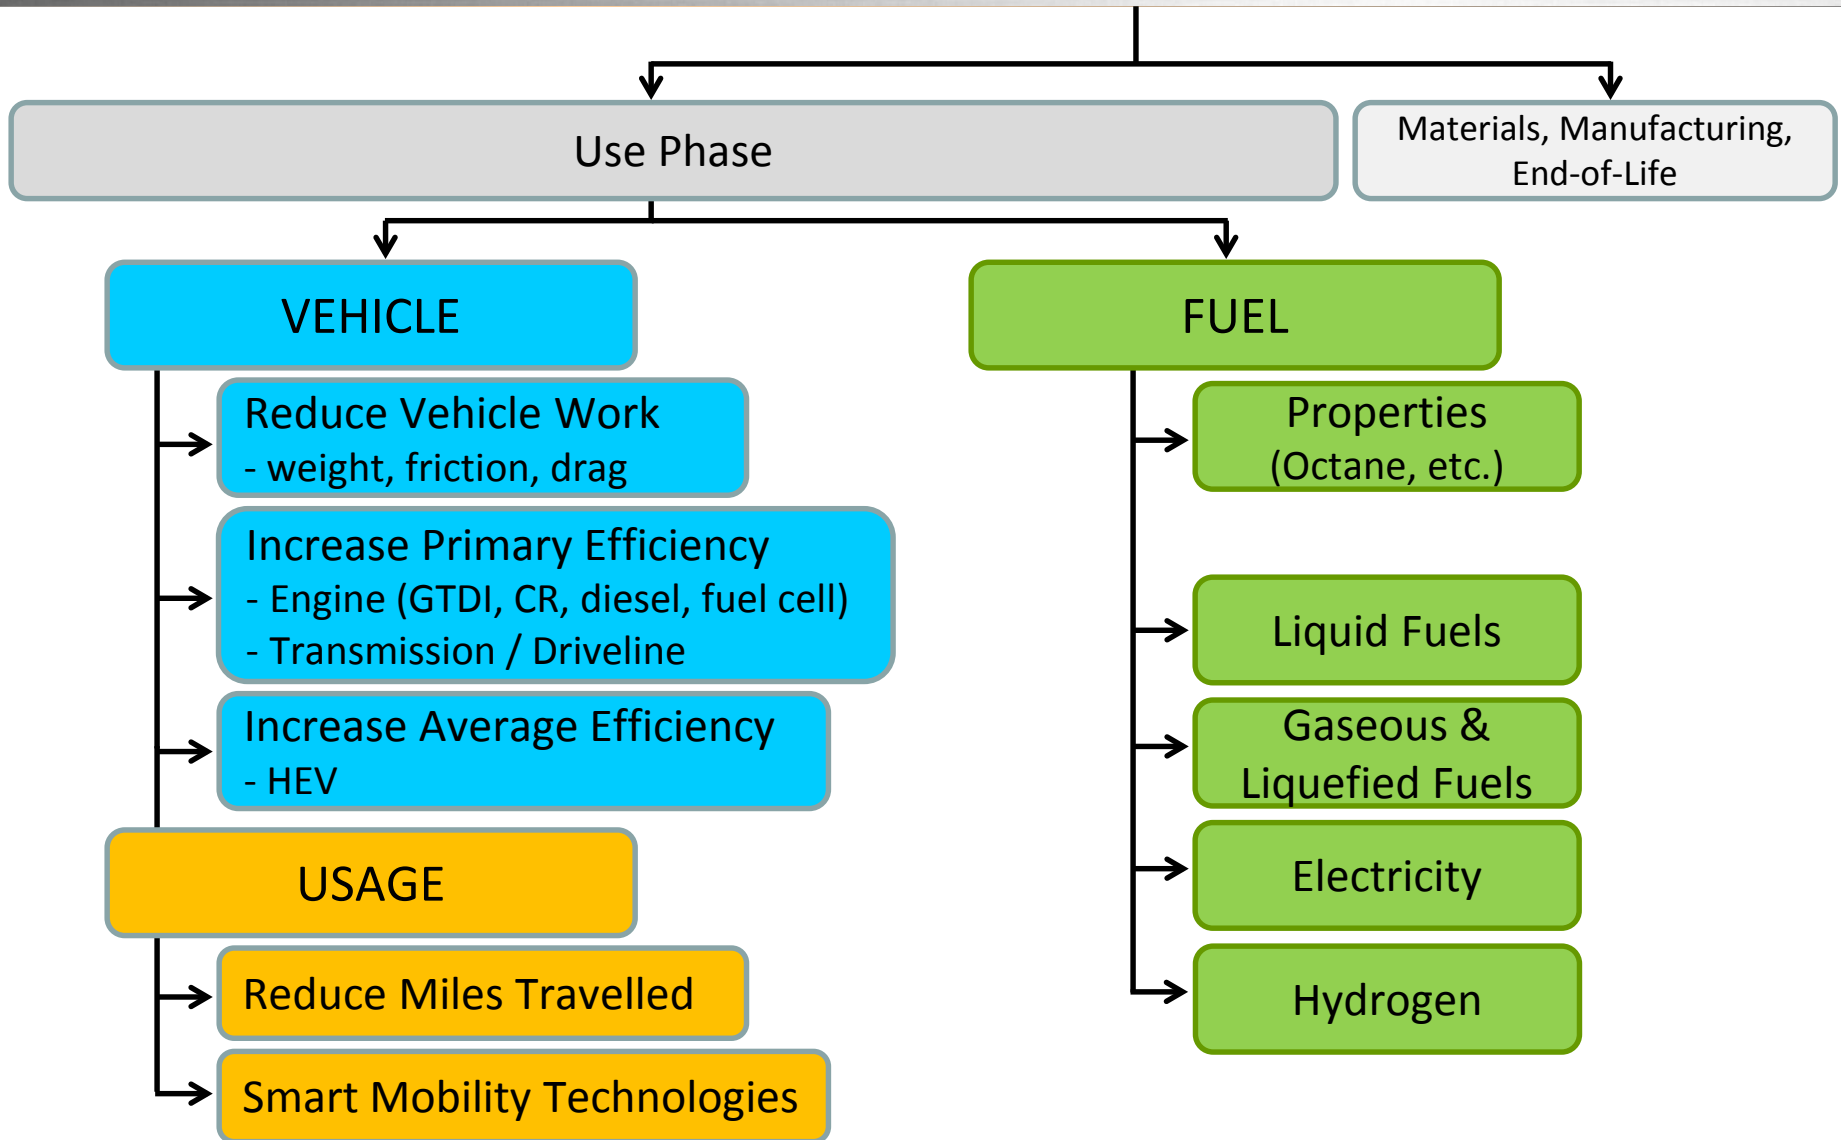 Use Phase
Materials, Manufacturing,
End-of-Life
VEHICLE
Reduce Vehicle Work
- weight, friction, drag
Increase Primary Efficiency
- Engine (GTDI, CR, diesel, fuel cell)
- Transmission / Driveline
Increase Average Efficiency
- HEV
USAGE
Reduce Miles Travelled
Smart Mobility Technologies
FUEL
Properties
(Octane, etc.)
Liquid Fuels
Gaseous &
Liquefied Fuels
Electricity
Hydrogen